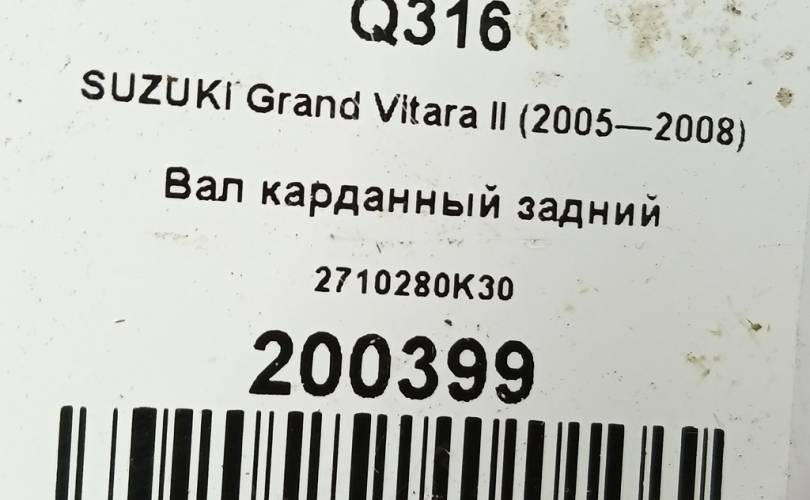 Q316
SUZUKI Grand Vitara II (2005—2008)
Вал карданный задний
2710280K30
200399